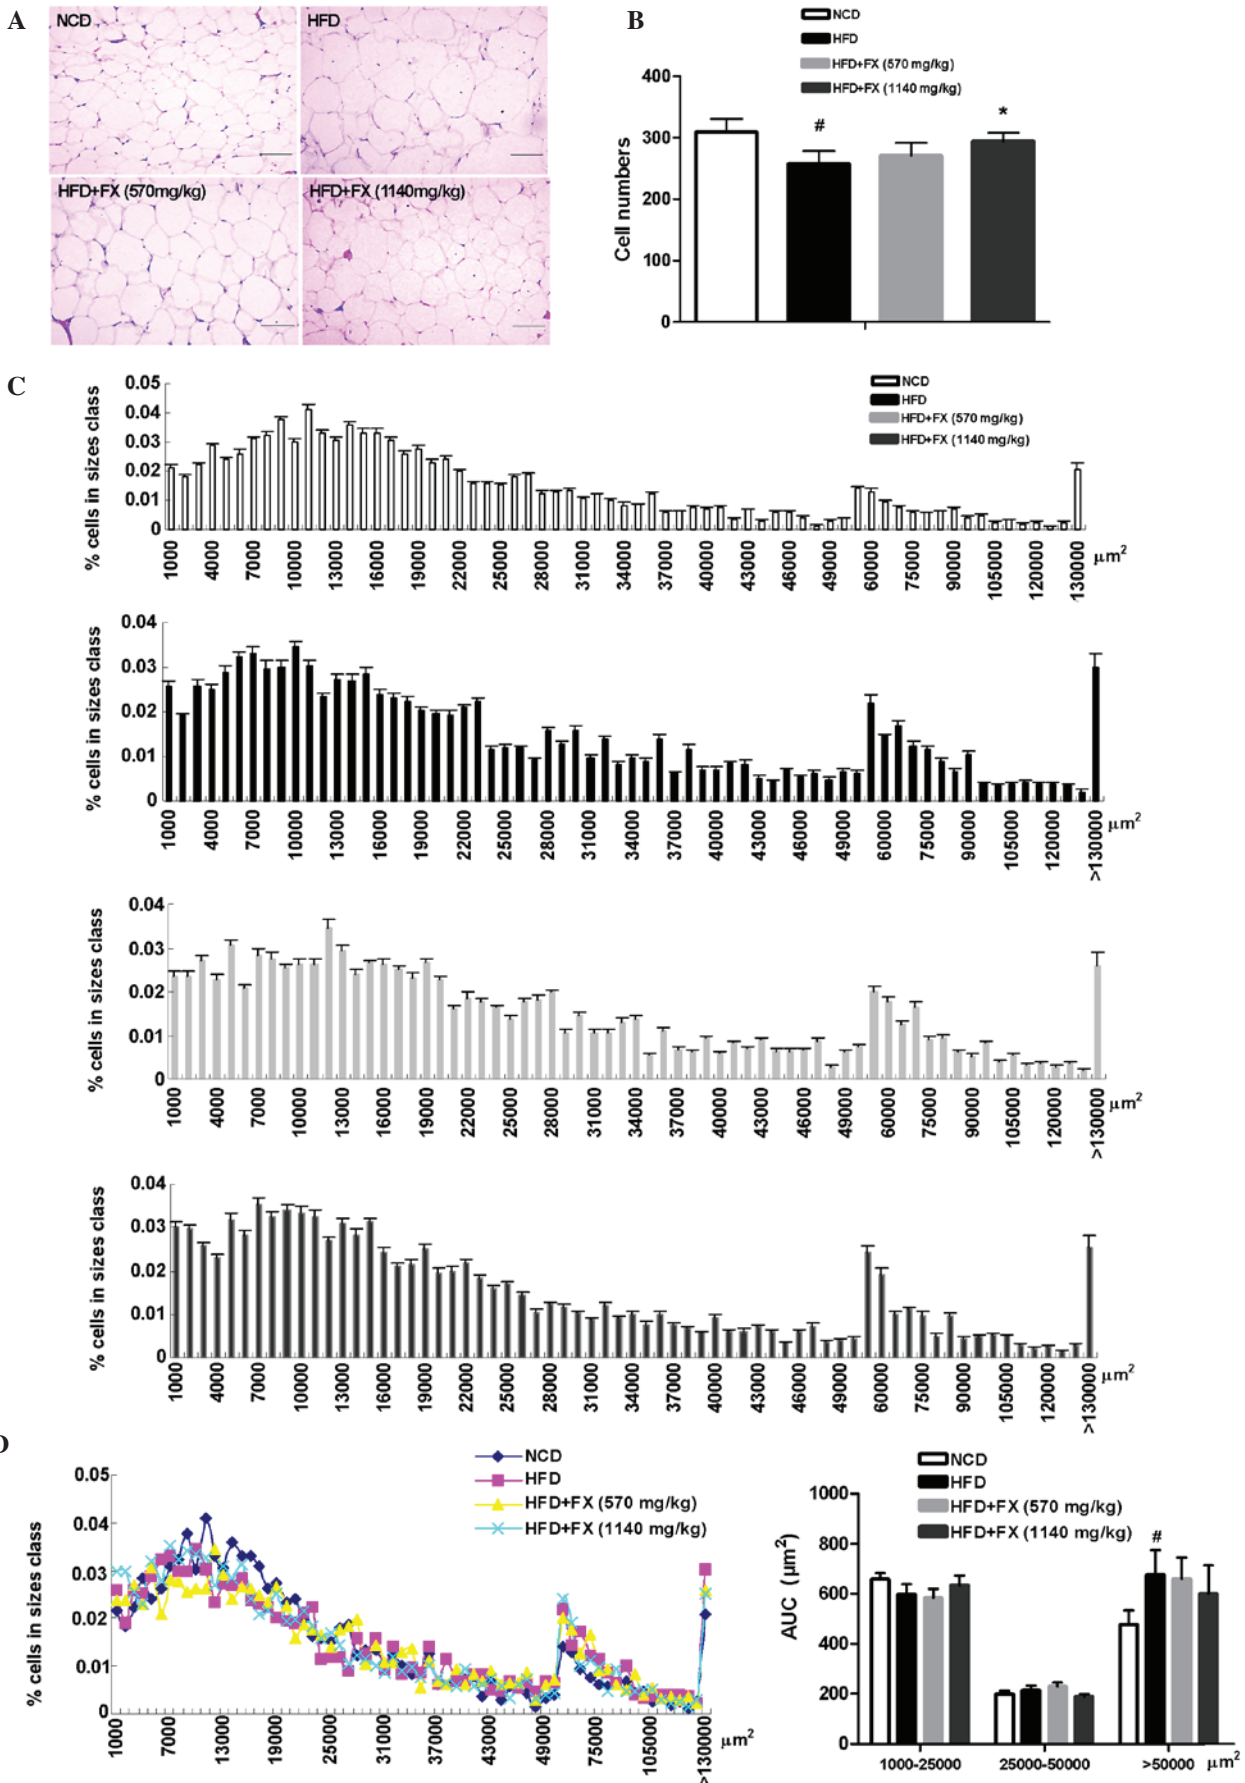 A
NCD
HFD
HFD+FX (570mg/kg)
HFD+FX (1140mg/kg)
B
NCD
HFD
HFD+FX (570 mg/kg)
HFD+FX (1140 mg/kg)
Cell numbers
400
300
200
100
0
#
*
C
NCD
HFD
HFD+FX (570 mg/kg)
HFD+FX (1140 mg/kg)
% cells in sizes class
0.05
0.04
0.03
0.02
0.01
0
1000 4000 7000 10000 13000 16000 19000 22000 25000 28000 31000 34000 37000 40000 43000 46000 49000 60000 75000 90000 105000 120000 130000
μm²
% cells in sizes class
0.04
0.03
0.02
0.01
0
1000 4000 7000 10000 13000 16000 19000 22000 25000 28000 31000 34000 37000 40000 43000 46000 49000 60000 75000 90000 105000 120000 >130000
μm²
% cells in sizes class
0.04
0.03
0.02
0.01
0
1000 4000 7000 10000 13000 16000 19000 22000 25000 28000 31000 34000 37000 40000 43000 46000 49000 60000 75000 90000 105000 120000 >130000
μm²
% cells in sizes class
0.04
0.03
0.02
0.01
0
1000 4000 7000 10000 13000 16000 19000 22000 25000 28000 31000 34000 37000 40000 43000 46000 49000 60000 75000 90000 105000 120000 >130000
μm²
D
NCD
HFD
HFD+FX (570 mg/kg)
HFD+FX (1140 mg/kg)
% cells in sizes class
0.05
0.04
0.03
0.02
0.01
0
1000 7000 13000 19000 25000 31000 37000 43000 49000 75000 105000 >130000
μm²
NCD
HFD
HFD+FX (570 mg/kg)
HFD+FX (1140 mg/kg)
AUC (μm²)
1000
800
600
400
200
0
#
1000-25000 25000-50000 >50000 μm²